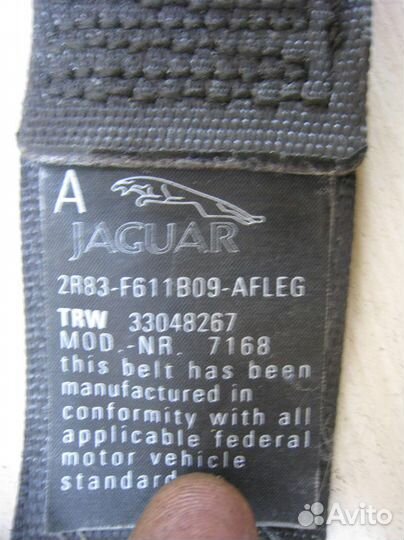 A
JAGUAR
2R83-F611B09-AFLEG
TRW 33048267
MOD.-NR. 7168
this belt has been
manufactured in
conformity with all
applicable federal
motor vehicle
standard
Avito